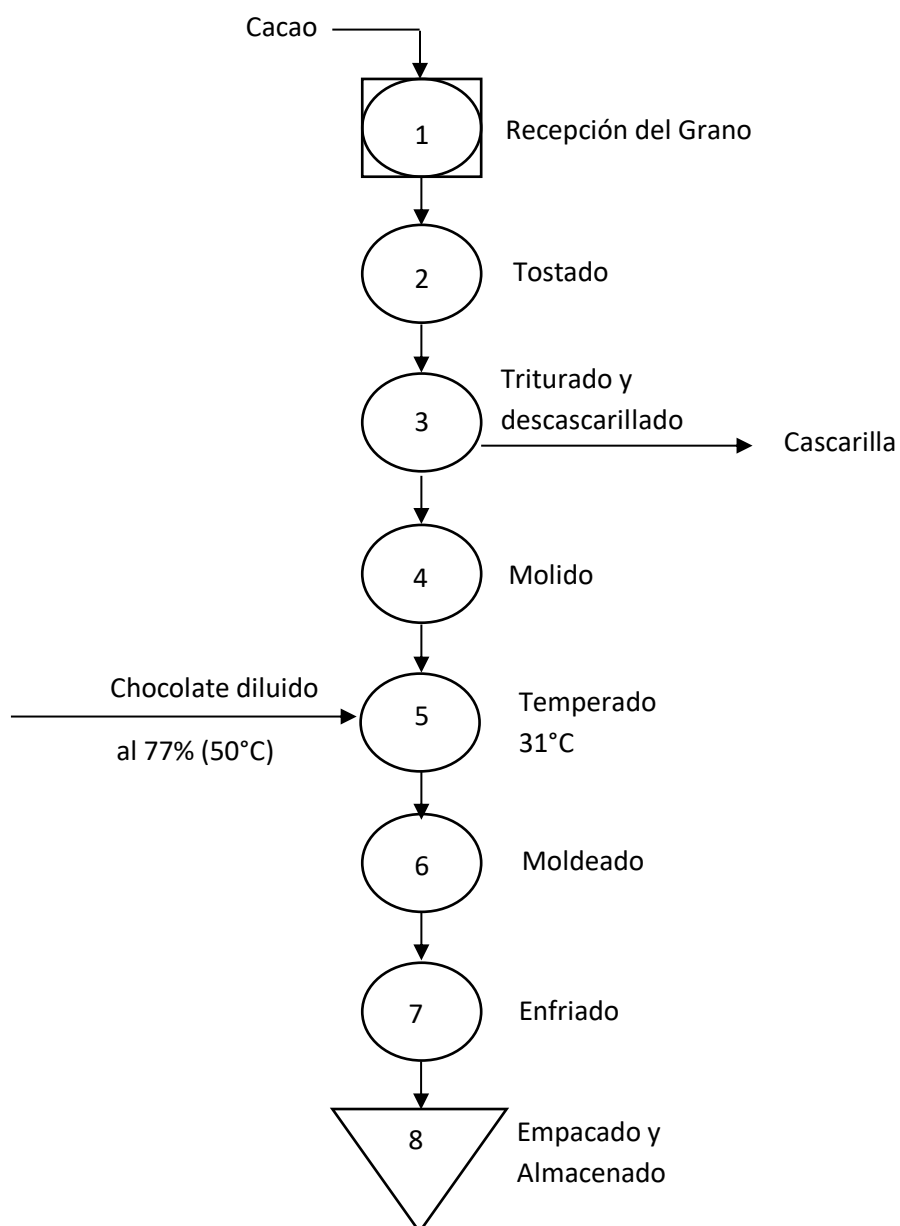 Cacao
1
Recepción del Grano
2
Tostado
3
Triturado y
descascarillado
Cascarilla
4
Molido
Chocolate diluido
al 77% (50°C)
5
Temperado
31°C
6
Moldeado
7
Enfriado
8
Empacado y
Almacenado